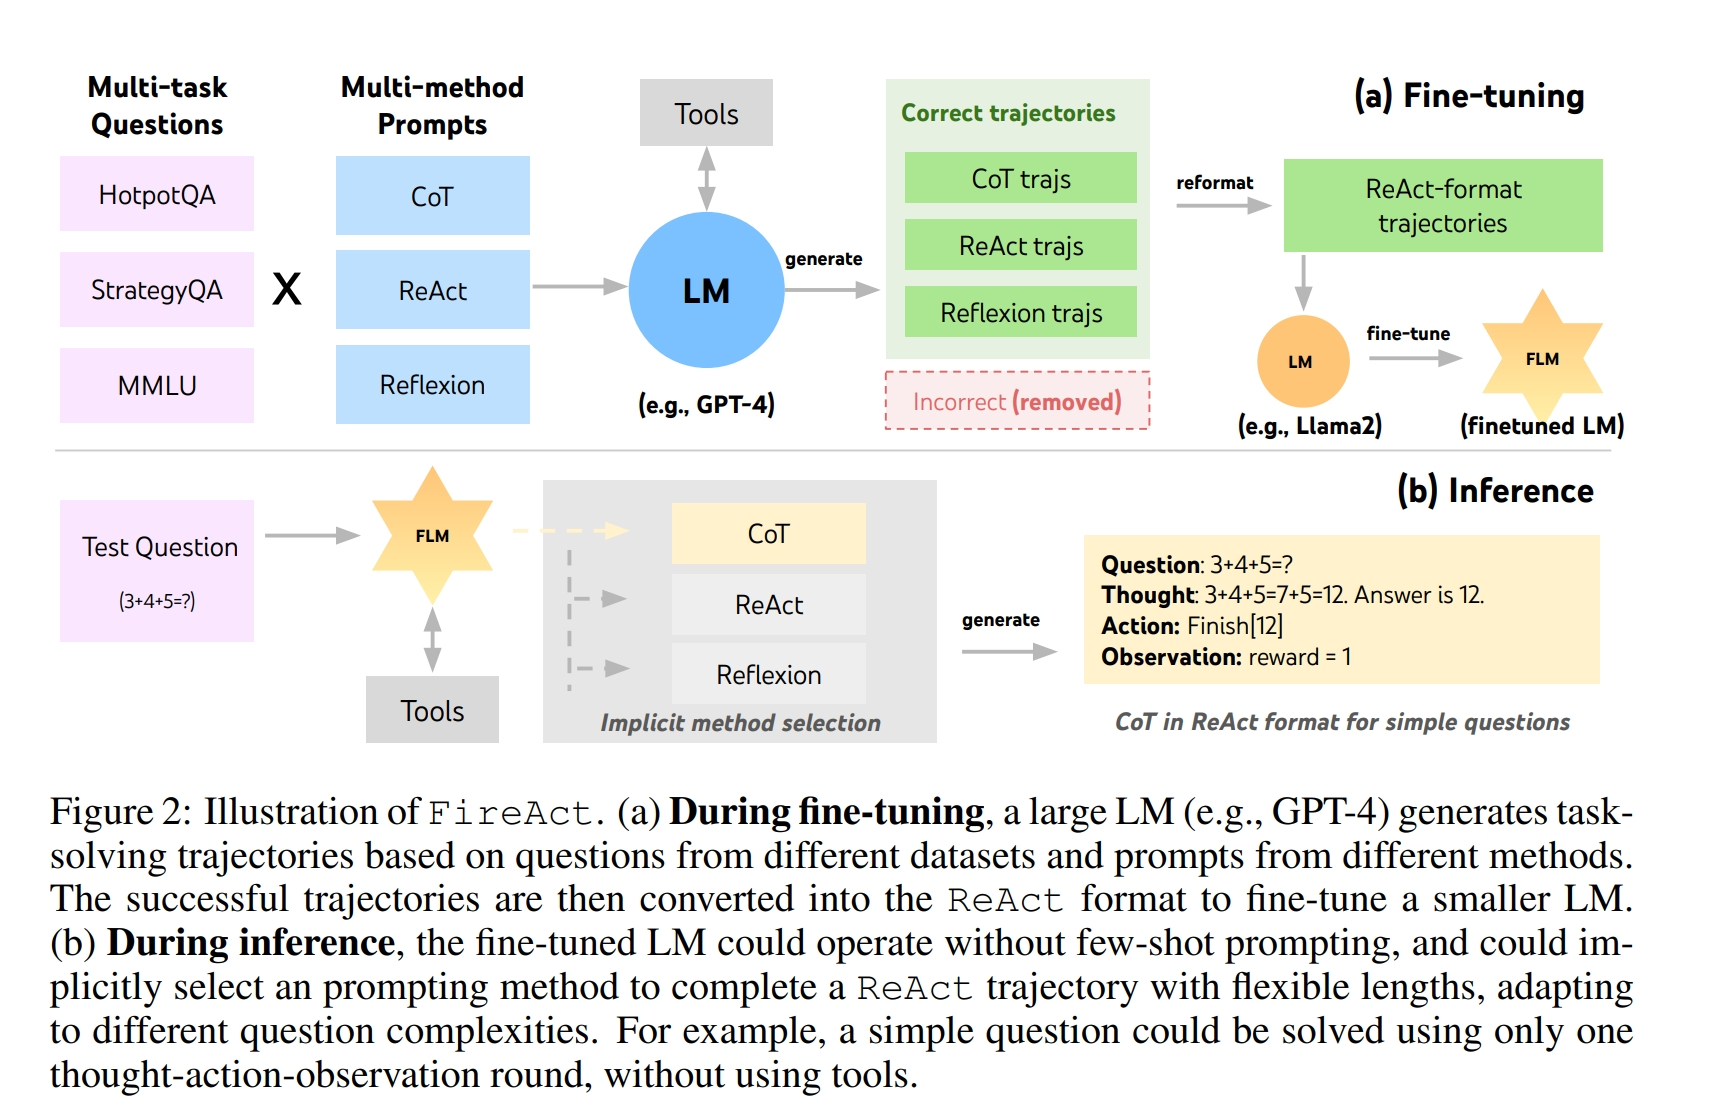 Multi-task
Questions
HotpotQA
StrategyQA
MMLU
X
Multi-method
Prompts
CoT
ReAct
Reflexion
Tools
LM
(e.g., GPT-4)
generate
Correct trajectories
CoT trajs
ReAct trajs
Reflexion trajs
Incorrect (removed)
reformat
(a) Fine-tuning
ReAct-format
trajectories
LM
(e.g., Llama2)
fine-tune
FLM
(finetuned LM)
(b) Inference
Test Question
(3+4+5=?)
FLM
Tools
CoT
ReAct
Reflexion
Implicit method selection
generate
Question: 3+4+5=?
Thought: 3+4+5=7+5=12. Answer is 12.
Action: Finish[12]
Observation: reward = 1
CoT in ReAct format for simple questions
Figure 2: Illustration of FireAct. (a) During fine-tuning, a large LM (e.g., GPT-4) generates task-
solving trajectories based on questions from different datasets and prompts from different methods.
The successful trajectories are then converted into the ReAct format to fine-tune a smaller LM.
(b) During inference, the fine-tuned LM could operate without few-shot prompting, and could im-
plicitly select an prompting method to complete a ReAct trajectory with flexible lengths, adapting
to different question complexities. For example, a simple question could be solved using only one
thought-action-observation round, without using tools.